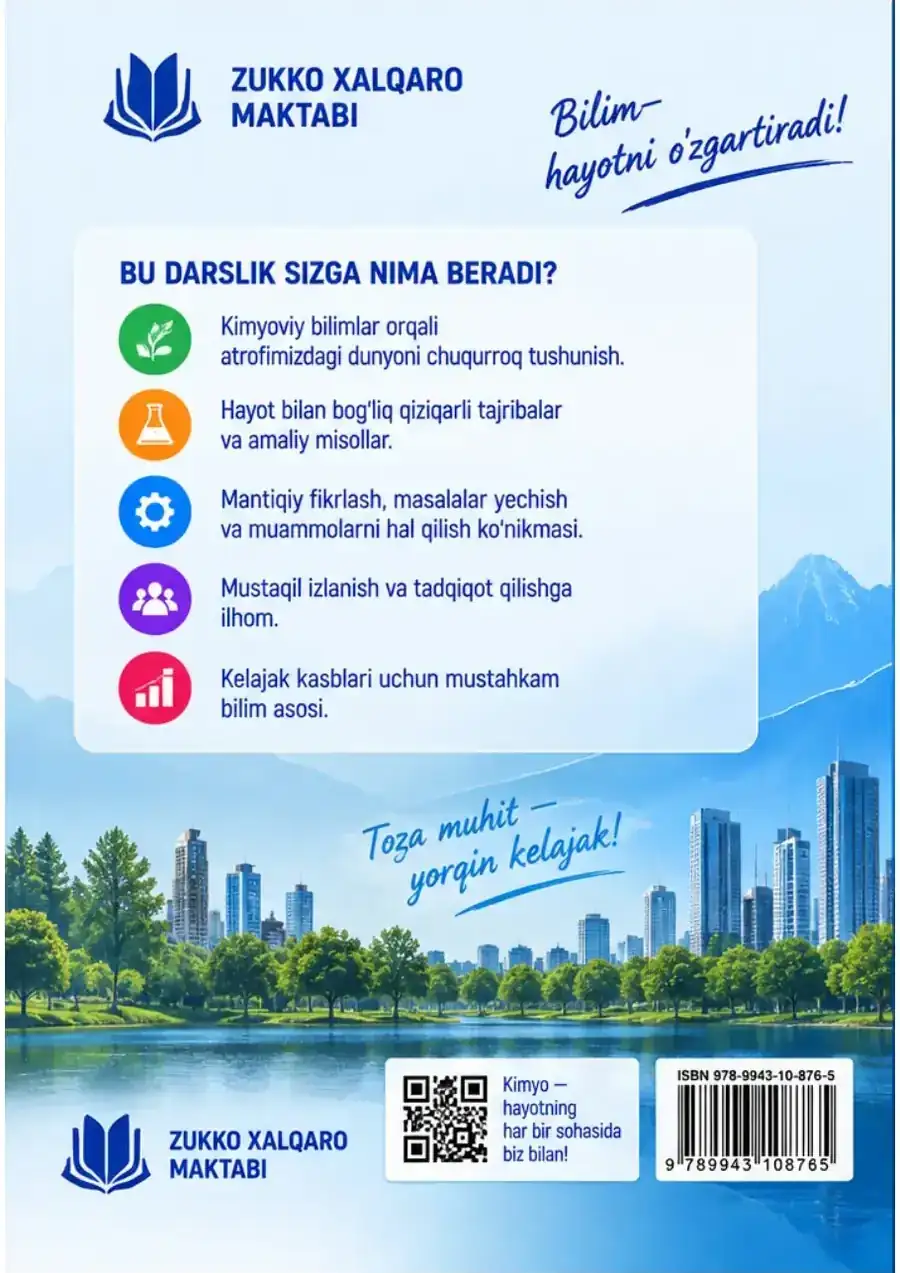 ZUKKO XALQARO
MAKTABI
Bilim–
hayotni o'zgartiradi!
BU DARSLIK SIZGA NIMA BERADI?
Kimyoviy bilimlar orqali
atrofimizdagi dunyoni chuqurroq tushunish.
Hayot bilan bog'liq qiziqarli tajribalar
va amaliy misollar.
Mantiqiy fikrlash, masalalar yechish
va muammolarni hal qilish ko'nikmasi.
Mustaqil izlanish va tadqiqot qilishga
ilhom.
Kelajak kasblari uchun mustahkam
bilim asosi.
Toza muhit –
yorqin kelajak!
Kimyo –
hayotning
har bir sohasida
biz bilan!
ISBN 978-9943-10-876-5
9 789943 108765
ZUKKO XALQARO
MAKTABI